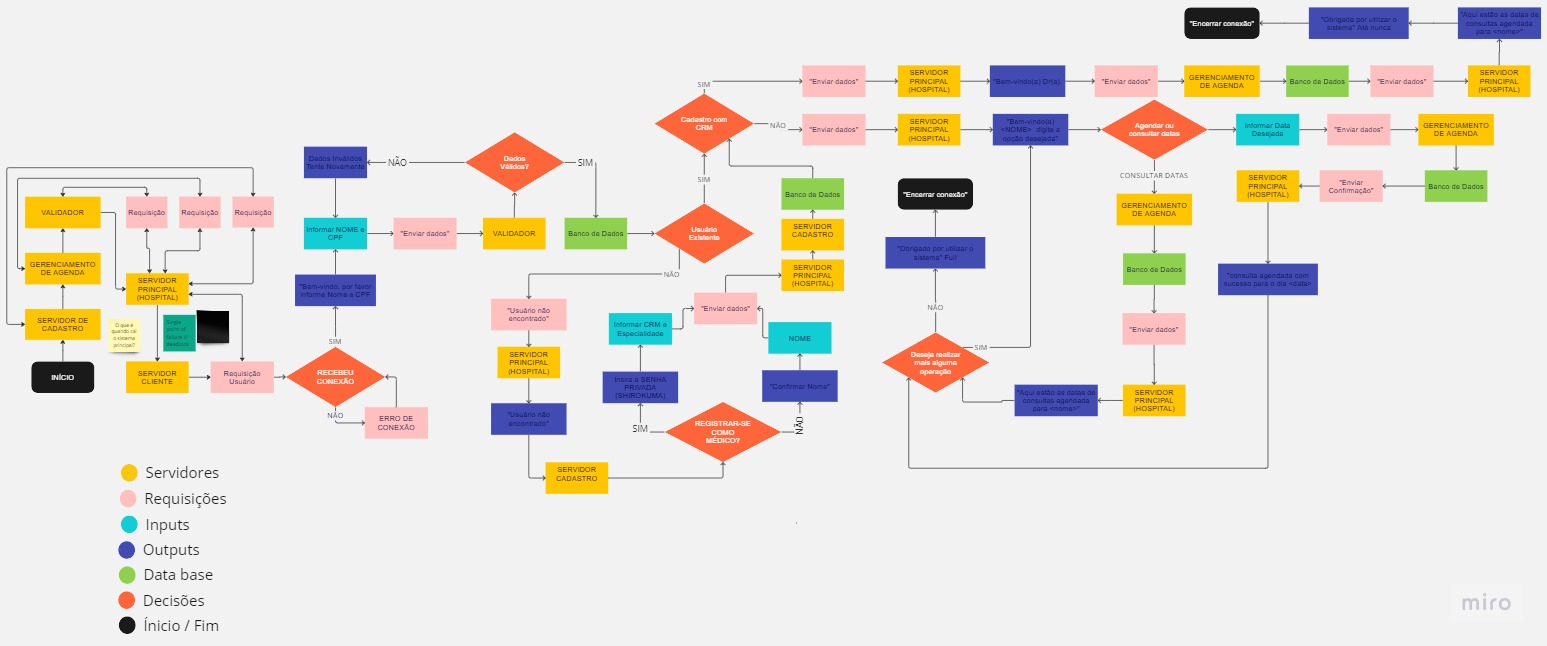 "Encerrar conexão"
"Obrigado por utilizar o
sistema" Até nunca
"Aqui estão as datas de
consultas agendada
para <nome>"
SIM
"Enviar dados"
SERVIDOR
PRINCIPAL
(HOSPITAL)
"Bem-vindo(a) Dr(a).
"Enviar dados"
GERENCIAMENTO
DE AGENDA
Banco de Dados
"Enviar dados"
SERVIDOR
PRINCIPAL
(HOSPITAL)
Cadastro com
CRM
NÃO
"Enviar dados"
SERVIDOR
PRINCIPAL
(HOSPITAL)
"Bem-vindo(a)
<NOME> digite a
opção desejada"
Agendar ou
consultar datas
Informar Data
Desejada
"Enviar dados"
GERENCIAMENTO
DE AGENDA
Dados Inválidos
Tente Novamente
NÃO
Dados
Válidos?
SIM
SIM
Banco de Dados
"Encerrar conexão"
CONSULTAR DATAS
SERVIDOR
PRINCIPAL
(HOSPITAL)
"Enviar
Confirmação"
Banco de Dados
VALIDADOR
Requisição
Requisição
Requisição
Informar NOME e
CPF
"Enviar dados"
VALIDADOR
Banco de Dados
Usuário
Existente
SERVIDOR
CADASTRO
GERENCIAMENTO
DE AGENDA
"Obrigado por utilizar o
sistema" Fui!
GERENCIAMENTO
DE AGENDA
SERVIDOR
PRINCIPAL
(HOSPITAL)
"Bem-vindo, por favor
informe Nome e CPF
NÃO
SERVIDOR
PRINCIPAL
(HOSPITAL)
Banco de Dados
"consulta agendada com
sucesso para o dia <data>
SERVIDOR DE
CADASTRO
O que é
quando cai
o sistema
principal?
Single
point of
failure
SIM
"Usuário não
encontrado"
"Enviar dados"
NÃO
Informar CRM e
Especialidade
NOME
"Enviar dados"
INÍCIO
SERVIDOR
CLIENTE
Requisição
Usuário
RECEBEU
CONEXÃO
SERVIDOR
PRINCIPAL
(HOSPITAL)
Insira a SENHA
PRIVADA
(SHIROKUMA)
"Confirmar Nome"
SIM
Deseja realizar
mais alguma
operação
NÃO
ERRO DE
CONEXÃO
"Usuário não
encontrado"
SIM
REGISTRAR-SE
COMO
MÉDICO?
NÃO
"Aqui estão as datas de
consultas agendada
para <nome>"
SERVIDOR
PRINCIPAL
(HOSPITAL)
SERVIDOR
CADASTRO
Servidores
Requisições
Inputs
Outputs
Data base
Decisões
Ínicio / Fim
miro